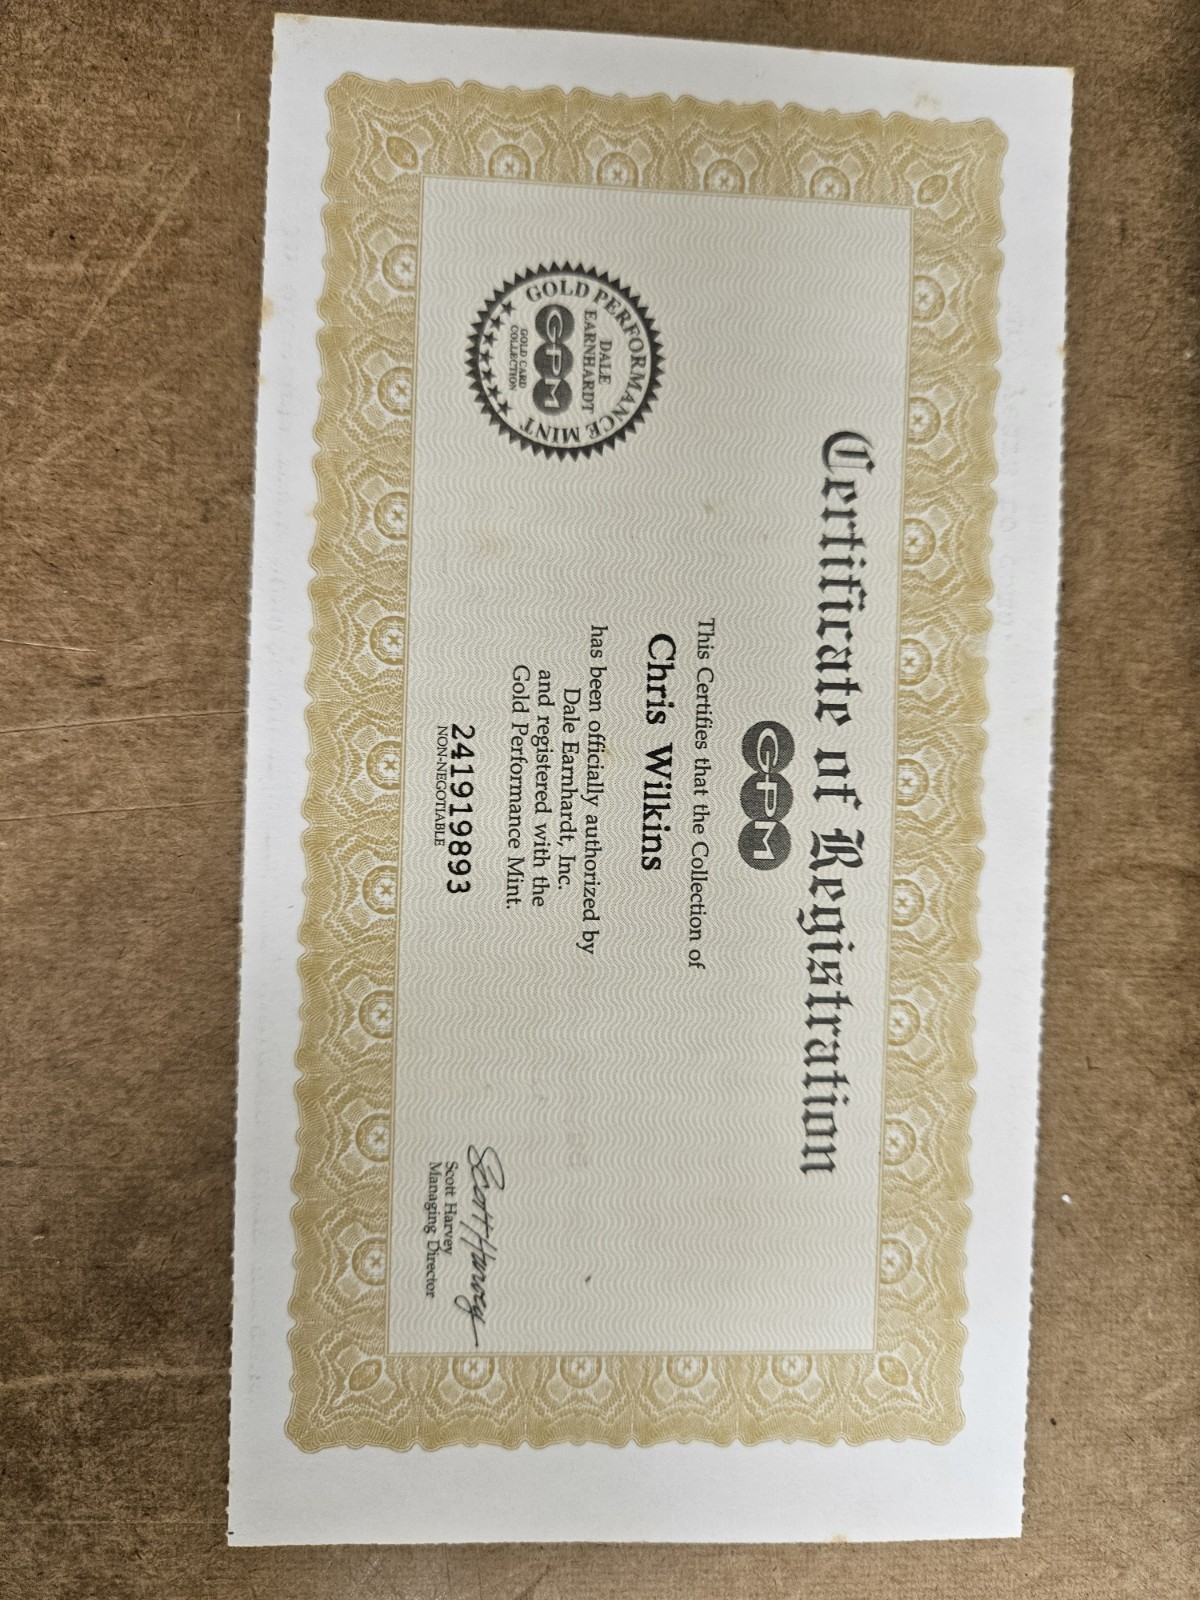 Certificate of Registration
GPM
This Certifies that the Collection of
Chris Wilkins
has been officially authorized by
Dale Earnhardt, Inc.
and registered with the
Gold Performance Mint.
241919893
NON-NEGOTIABLE
GOLD PERFORMANCE MINT
DALE
EARNHARDT
GPM
GOLD CARD
COLLECTION
Scott Harvey
Scott Harvey
Managing Director